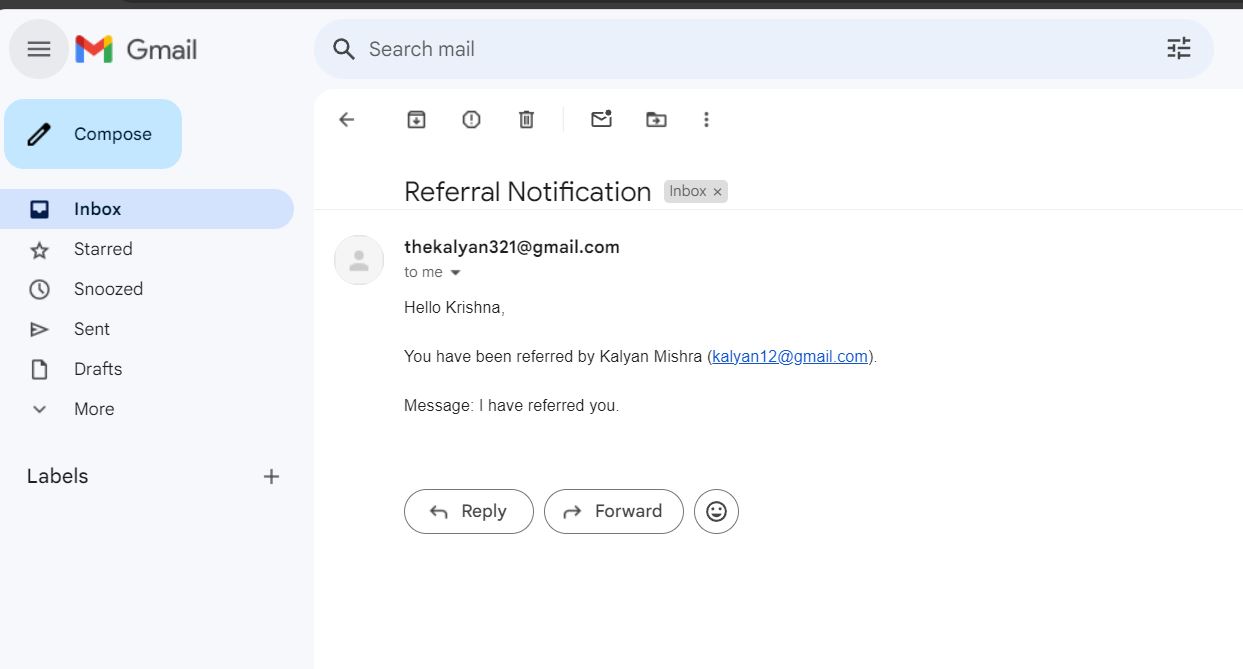 Gmail
Search mail
Compose
Inbox
Starred
Snoozed
Sent
Drafts
More
Labels
Referral Notification
Inbox ×
thekalyan321@gmail.com
to me
Hello Krishna,
You have been referred by Kalyan Mishra (kalyan12@gmail.com).
Message: I have referred you.
Reply
Forward